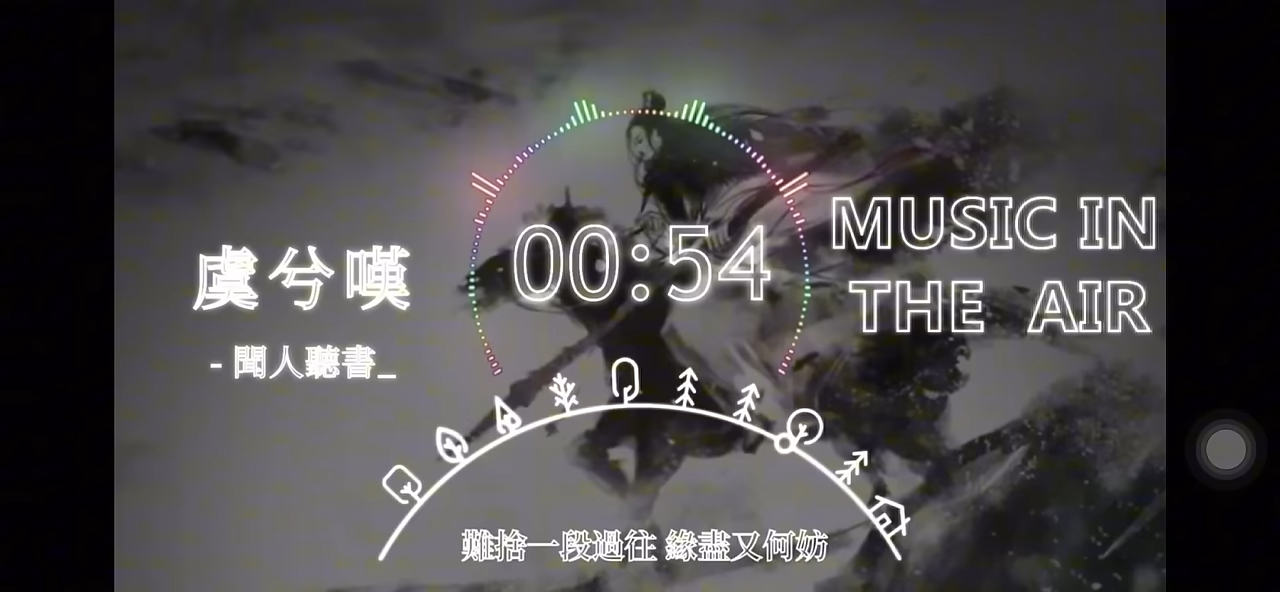 虞兮嘆
- 聞人聽書_
00:54
MUSIC IN
THE AIR
難捨一段過往 緣盡又何妨